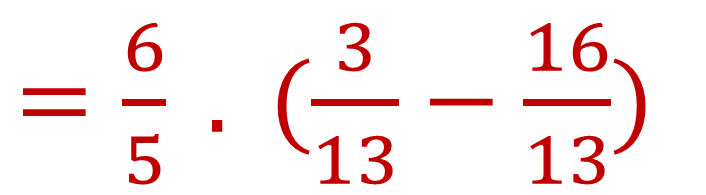 = 6/5 . (3/13 − 16/13)